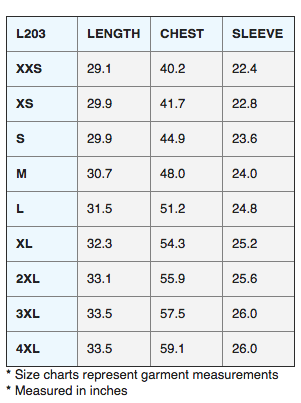 L203 LENGTH CHEST SLEEVE
XXS 29.1 40.2 22.4
XS 29.9 41.7 22.8
S 29.9 44.9 23.6
M 30.7 48.0 24.0
L 31.5 51.2 24.8
XL 32.3 54.3 25.2
2XL 33.1 55.9 25.6
3XL 33.5 57.5 26.0
4XL 33.5 59.1 26.0
* Size charts represent garment measurements
* Measured in inches